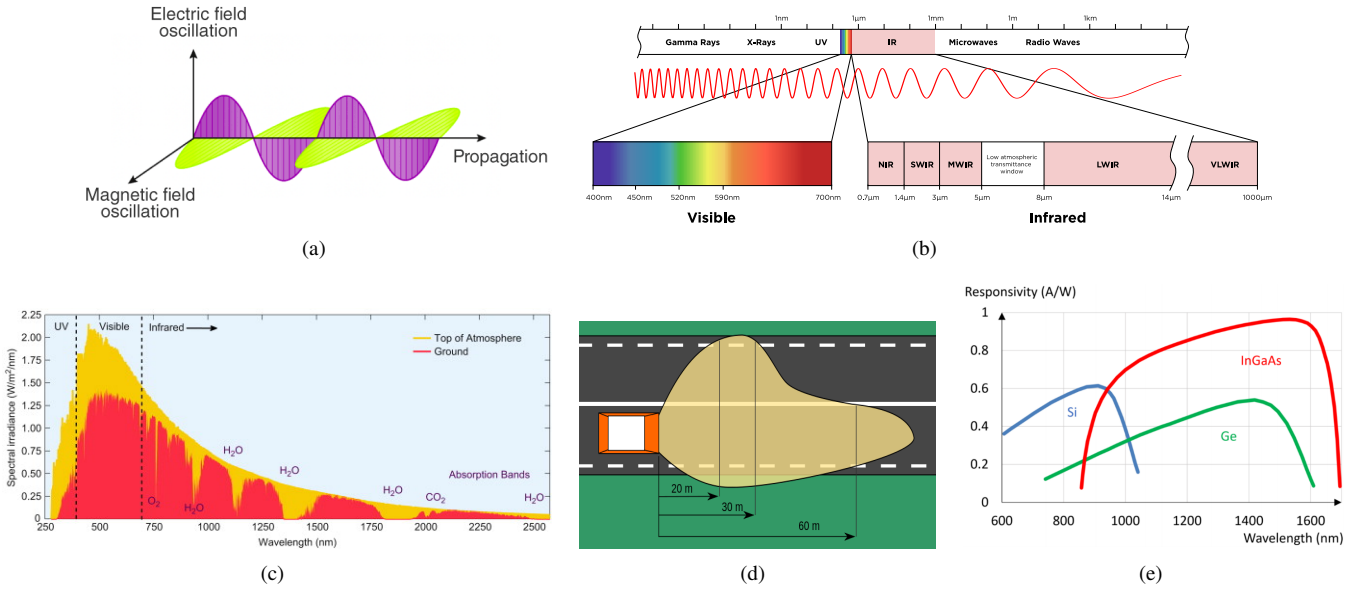 Electric field
oscillation
Propagation
Magnetic field
oscillation
(a)
1nm 1µm 1mm 1m 1km
Gamma Rays X-Rays UV IR Microwaves Radio Waves
NIR SWIR MWIR Low atmospheric transmittance window LWIR VLWIR
400nm 450nm 520nm 590nm 700nm 0.7µm 1.4µm 3µm 5µm 8µm 14µm 1000µm
Visible Infrared
(b)
Spectral irradiance (W/m²/m/nm)
2.25
2.00
1.75
1.50
1.25
1.00
0.75
0.50
0.25
0
UV Visible Infrared
Top of Atmosphere
Ground
H₂O
H₂O
Absorption Bands
O₂ H₂O H₂O CO₂ H₂O
250 500 750 1000 1250 1500 1750 2000 2250 2500
Wavelength (nm)
(c)
20 m
30 m
60 m
(d)
Responsivity (A/W)
1
0.8
0.6
0.4
0.2
0
InGaAs
Si
Ge
600 800 1000 1200 1400 1600
Wavelength (nm)
(e)